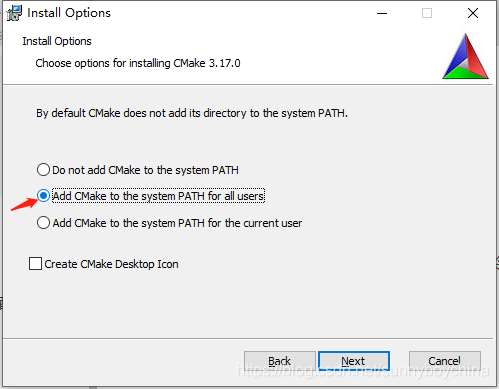 Install Options
Install Options
Choose options for installing CMake 3.17.0
By default CMake does not add its directory to the system PATH.
Do not add CMake to the system PATH
Add CMake to the system PATH for all users
Add CMake to the system PATH for the current user
Create CMake Desktop Icon
Back
Next
Cancel
https://blog.csdn.net/sunnyboychina